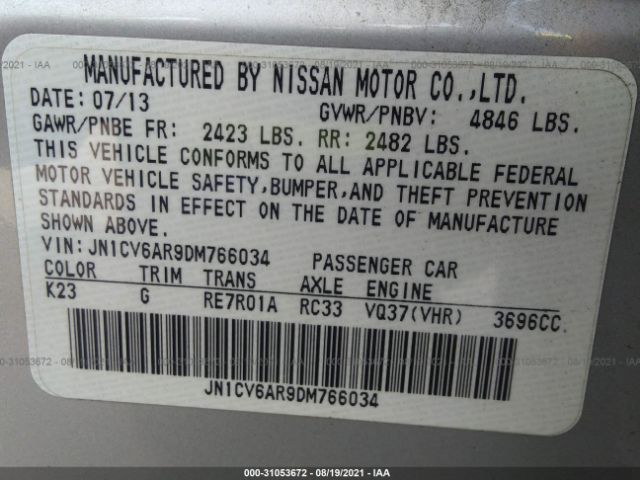 MANUFACTURED BY NISSAN MOTOR CO.,LTD.
DATE: 07/13 GVWR/PNBV: 4846 LBS.
GAWR/PNBE FR: 2423 LBS. RR: 2482 LBS.
THIS VEHICLE CONFORMS TO ALL APPLICABLE FEDERAL
MOTOR VEHICLE SAFETY,BUMPER,AND THEFT PREVENTION
STANDARDS IN EFFECT ON THE DATE OF MANUFACTURE
SHOWN ABOVE.
VIN:JN1CV6AR9DM766034 PASSENGER CAR
COLOR TRIM TRANS AXLE ENGINE
K23 G RE7R01A RC33 VQ37(VHR) 3696CC.
JN1CV6AR9DM766034
000-31053672 / 08/19/2021 - IAA